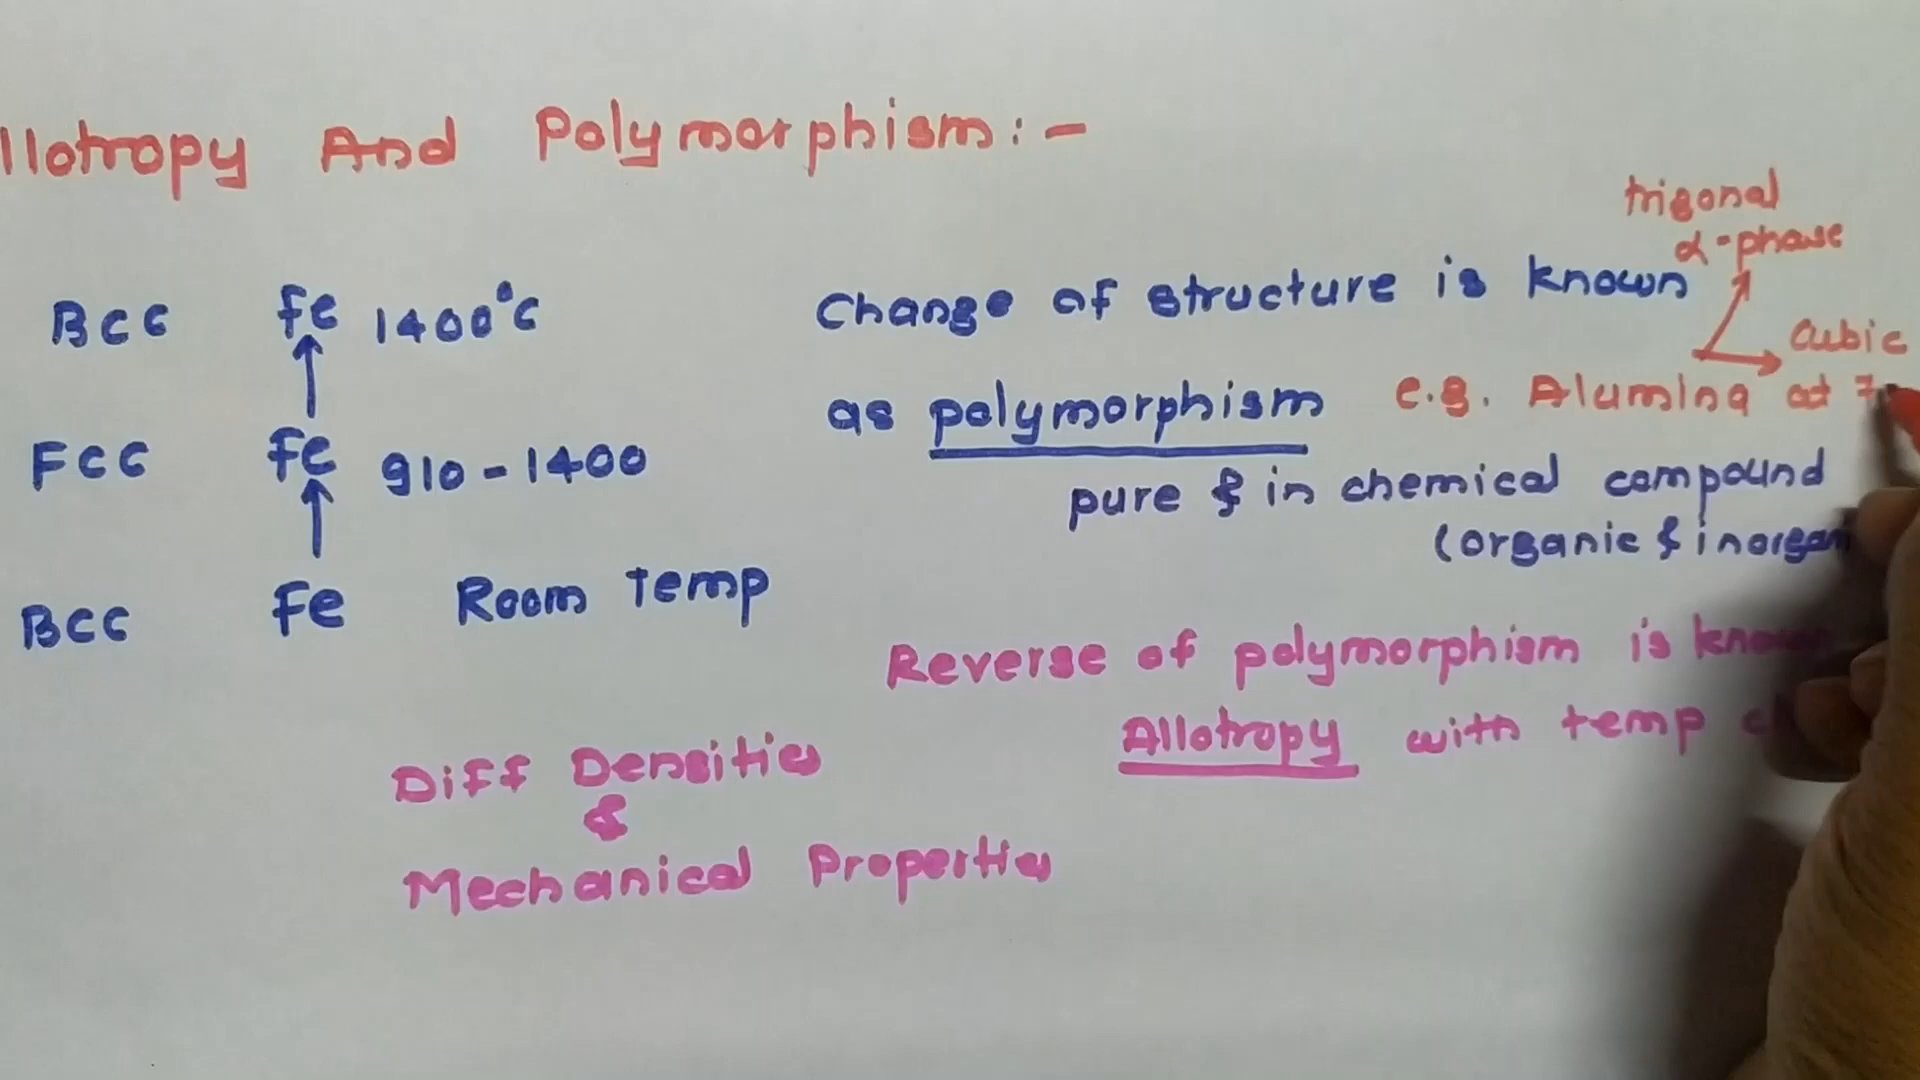 llotropy And Polymorphism:-
trigonal
α-phase
BCC Fe 1400°C
Change of structure is known
Cubic
as polymorphism e.g. Alumina at
FCC Fe 910-1400
pure & in chemical compound
(organic & inorgan
BCC Fe Room Temp
Reverse of polymorphism is known
Allotropy with temp
Diff Densities
&
Mechanical Properties